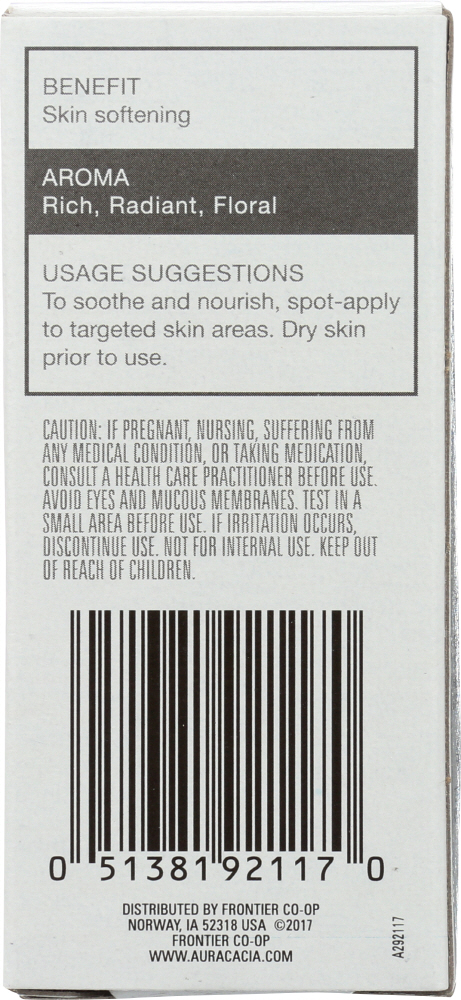 BENEFIT
Skin softening
AROMA
Rich, Radiant, Floral
USAGE SUGGESTIONS
To soothe and nourish, spot-apply
to targeted skin areas. Dry skin
prior to use.
CAUTION: IF PREGNANT, NURSING, SUFFERING FROM
ANY MEDICAL CONDITION, OR TAKING MEDICATION,
CONSULT A HEALTH CARE PRACTITIONER BEFORE USE.
AVOID EYES AND MUCOUS MEMBRANES. TEST IN A
SMALL AREA BEFORE USE. IF IRRITATION OCCURS,
DISCONTINUE USE. NOT FOR INTERNAL USE. KEEP OUT
OF REACH OF CHILDREN.
0 51381 92117 0
DISTRIBUTED BY FRONTIER CO-OP
NORWAY, IA 52318 USA ©2017
FRONTIER CO-OP
WWW.AURACACIA.COM
A292117